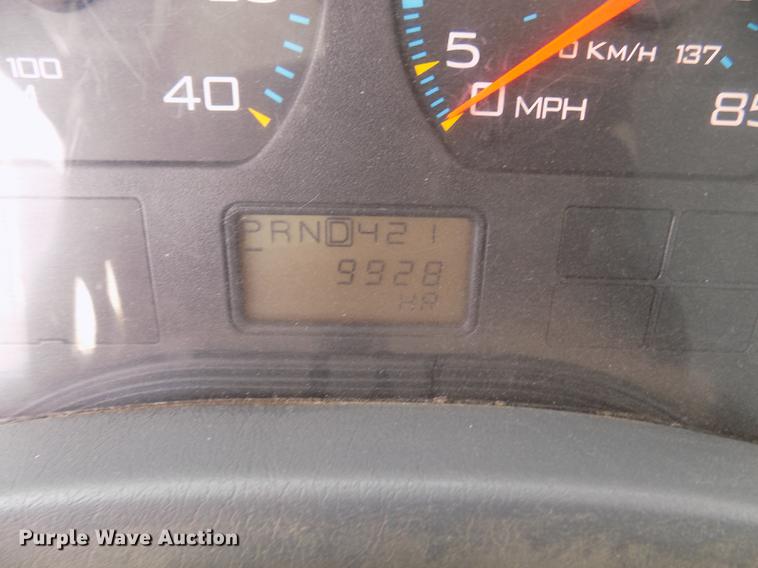 100
40
5
0 MPH
0 KM/H 137
85
PRND421
9928
HR
Purple Wave Auction